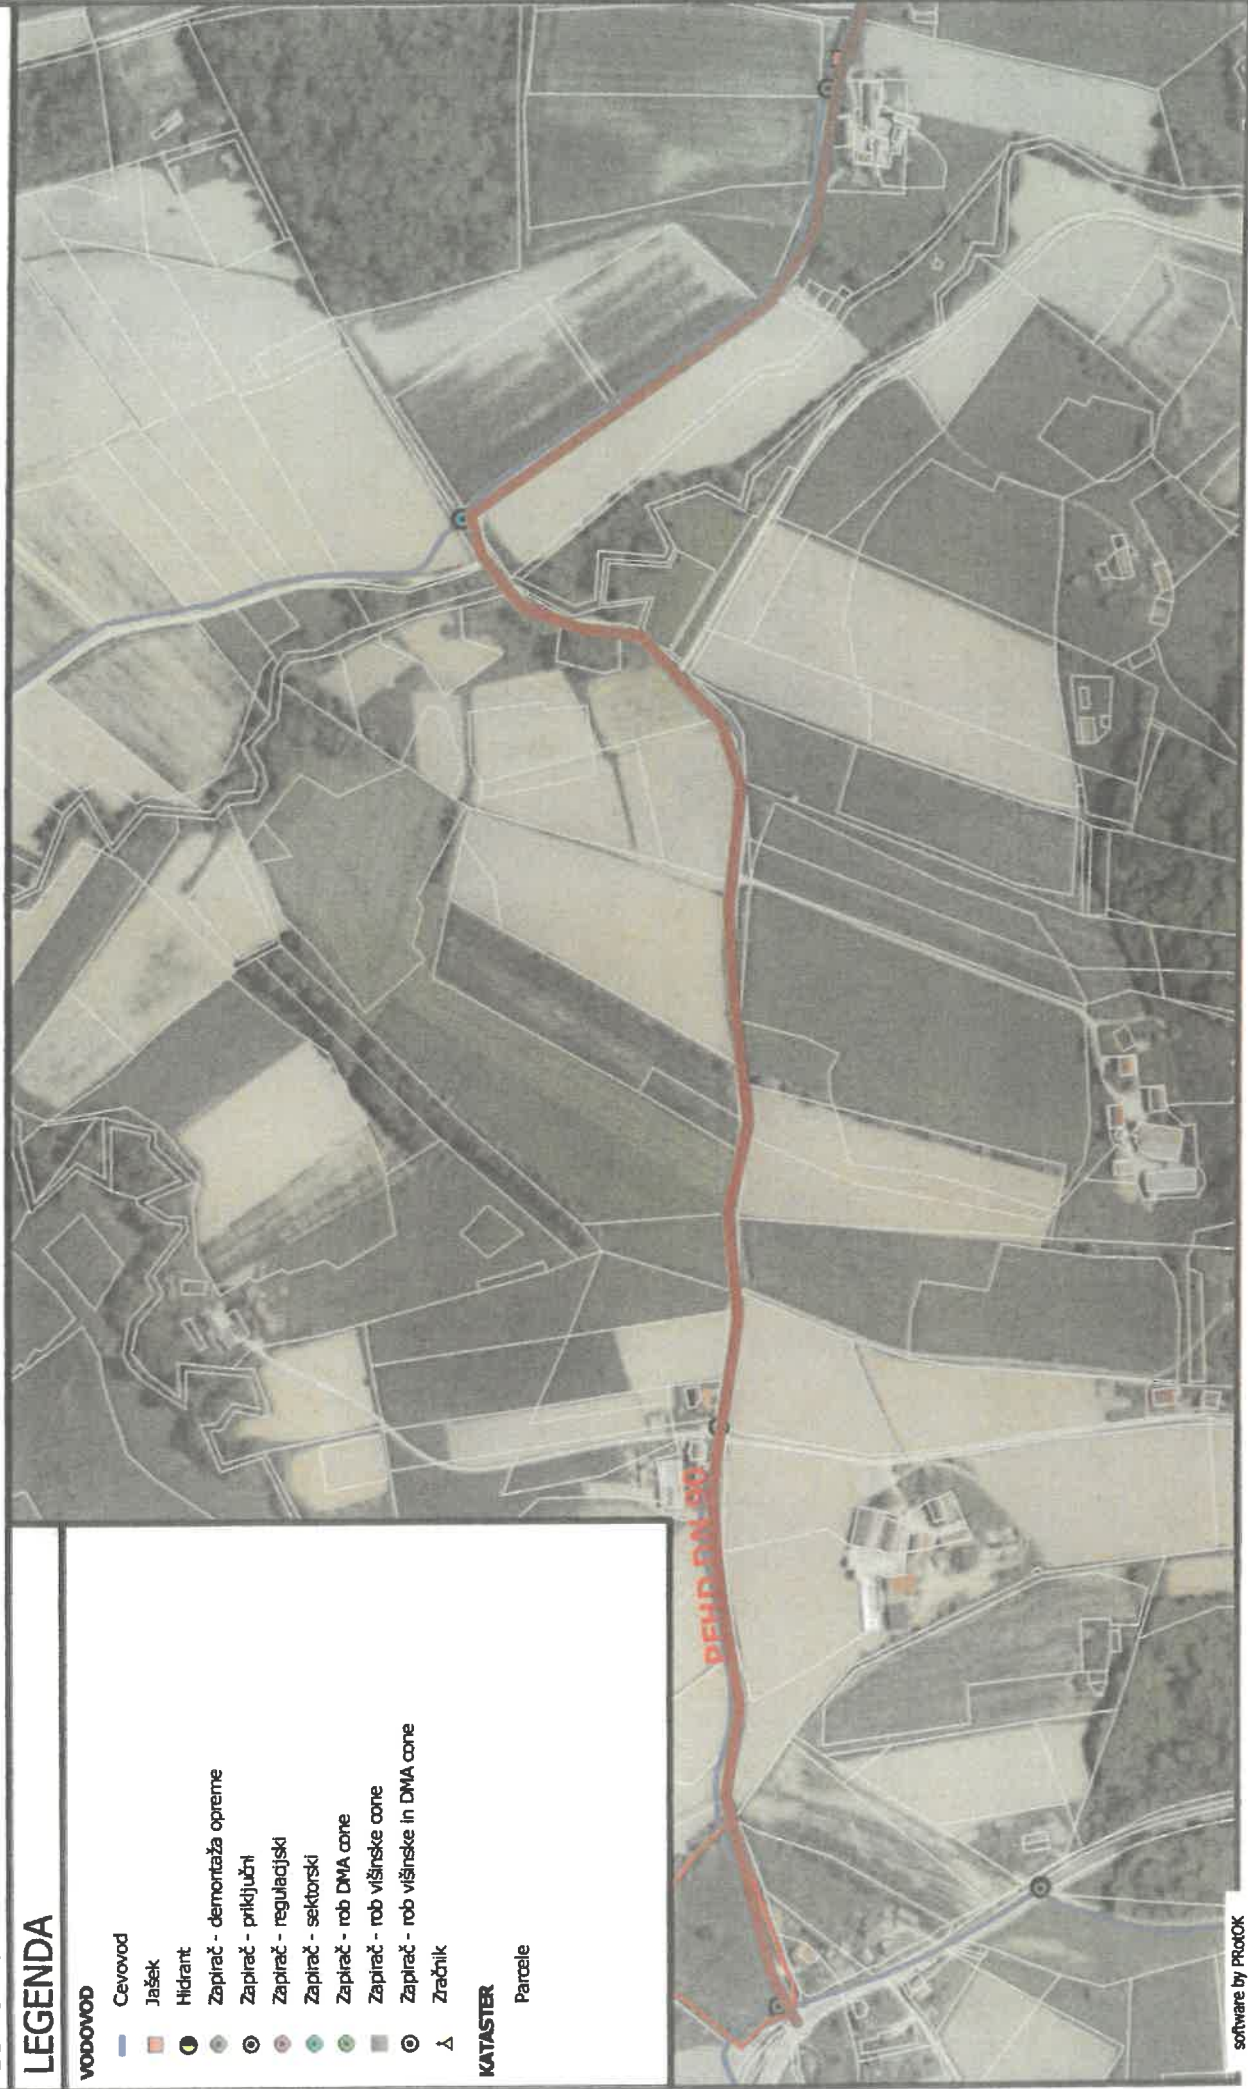 LEGENDA
VODOVOD
Cevovod
Jašek
Hidrant
Zapirač - demontaža opreme
Zapirač - priključni
Zapirač - regulacijski
Zapirač - sektorski
Zapirač - rob DMA cone
Zapirač - rob višinske cone
Zapirač - rob višinske in DMA cone
Zračnik
KATASTER
Parcele
PEHD DN 90
software by PRotOK